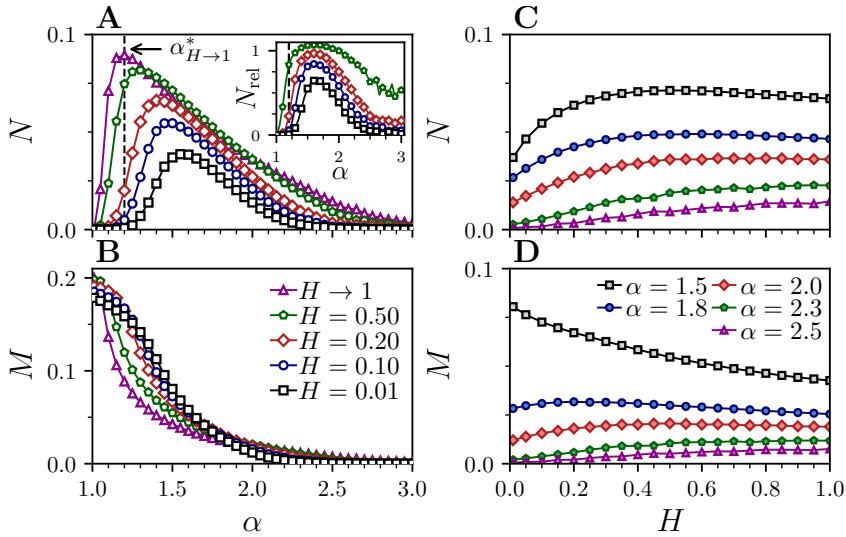 A
C
0.1
α*H→1
1
N_rel
0
1
2
3
α
N
0.0
0.1
N
0.0
B
D
0.2
0.1
M
0.0
H → 1
H = 0.50
H = 0.20
H = 0.10
H = 0.01
1.0
1.5
2.0
2.5
3.0
α
0.1
α = 1.5
α = 2.0
α = 1.8
α = 2.3
α = 2.5
M
0.0
0.0
0.2
0.4
0.6
0.8
1.0
H